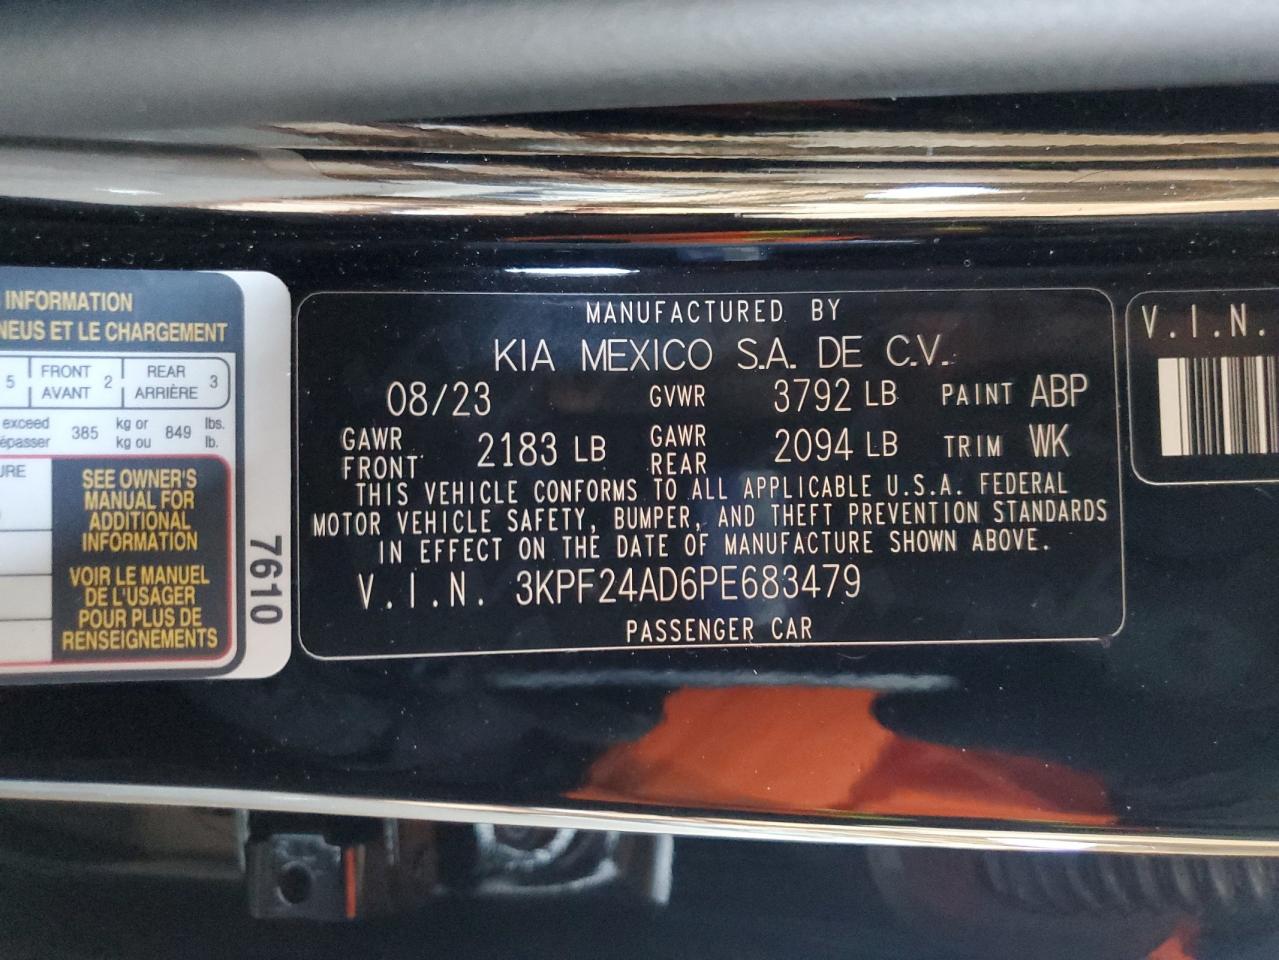 INFORMATION
NEUS ET LE CHARGEMENT
5 FRONT AVANT 2 REAR ARRIÈRE 3
exceed
épasser 385 kg or kg ou 849 lbs. lb.
URE
SEE OWNER'S
MANUAL FOR
ADDITIONAL
INFORMATION
VOIR LE MANUEL
DE L'USAGER
POUR PLUS DE
RENSEIGNEMENTS
7610
MANUFACTURED BY
KIA MEXICO S.A. DE C.V.
08/23 GVWR 3792 LB PAINT ABP
GAWR FRONT 2183 LB GAWR REAR 2094 LB TRIM WK
THIS VEHICLE CONFORMS TO ALL APPLICABLE U.S.A. FEDERAL
MOTOR VEHICLE SAFETY, BUMPER, AND THEFT PREVENTION STANDARDS
IN EFFECT ON THE DATE OF MANUFACTURE SHOWN ABOVE.
V.I.N. 3KPF24AD6PE683479
PASSENGER CAR
V.I.N.